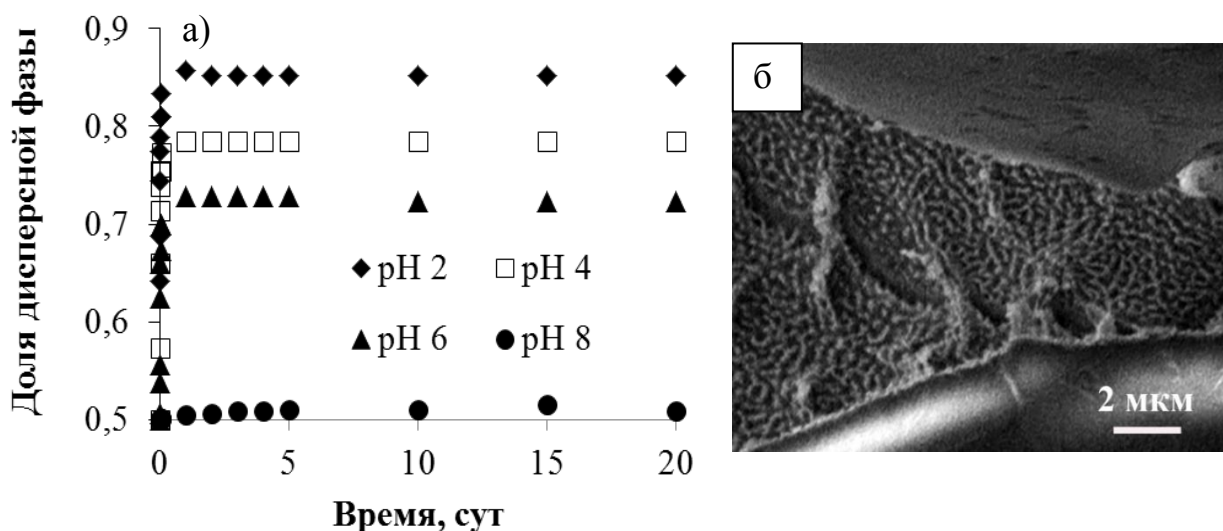 0,9
0,8
0,7
0,6
0,5
Доля дисперсной фазы
а)
pH 2
pH 4
pH 6
pH 8
0
5
10
15
20
Время, сут
б
2 мкм